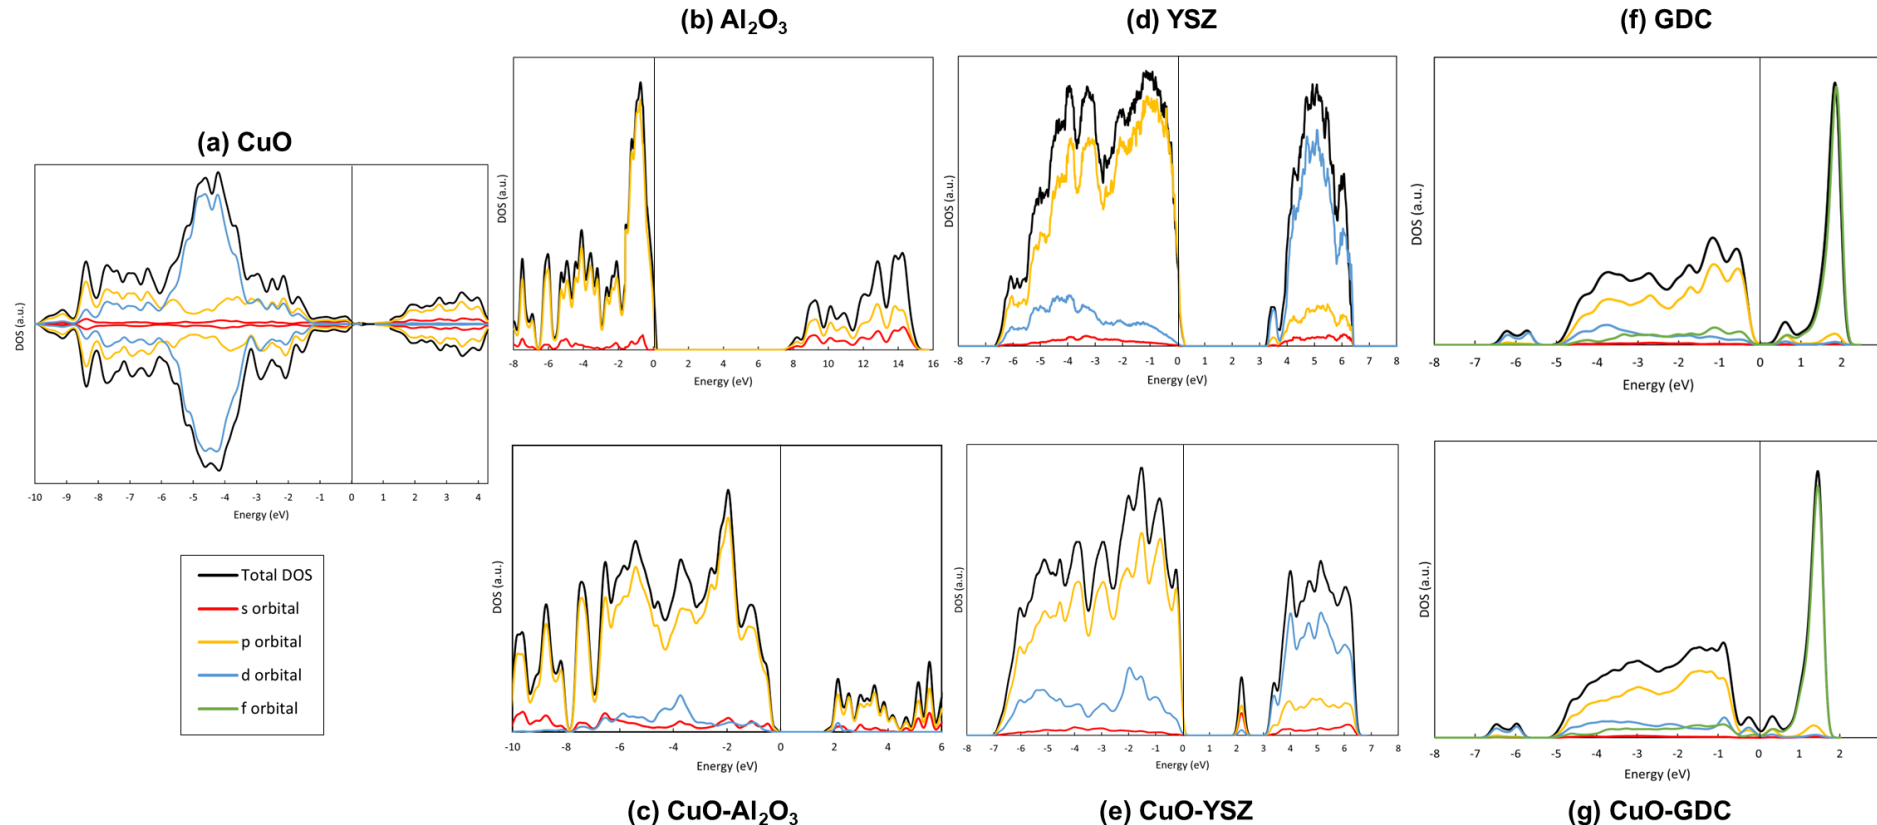 (a) CuO
DOS (a.u.)
-10 -9 -8 -7 -6 -5 -4 -3 -2 -1 0 1 2 3 4
Energy (eV)
Total DOS
s orbital
p orbital
d orbital
f orbital
(b) Al₂O₃
DOS (a.u.)
-8 -6 -4 -2 0 2 4 6 8 10 12 14 16
Energy (eV)
DOS (a.u.)
-10 -8 -6 -4 -2 0 2 4 6
Energy (eV)
(c) CuO-Al₂O₃
(d) YSZ
DOS (a.u.)
-8 -7 -6 -5 -4 -3 -2 -1 0 1 2 3 4 5 6 7 8
Energy (eV)
DOS (a.u.)
-8 -7 -6 -5 -4 -3 -2 -1 0 1 2 3 4 5 6 7 8
Energy (eV)
(e) CuO-YSZ
(f) GDC
DOS (a.u.)
-8 -7 -6 -5 -4 -3 -2 -1 0 1 2
Energy (eV)
DOS (a.u.)
-8 -7 -6 -5 -4 -3 -2 -1 0 1 2
Energy (eV)
(g) CuO-GDC